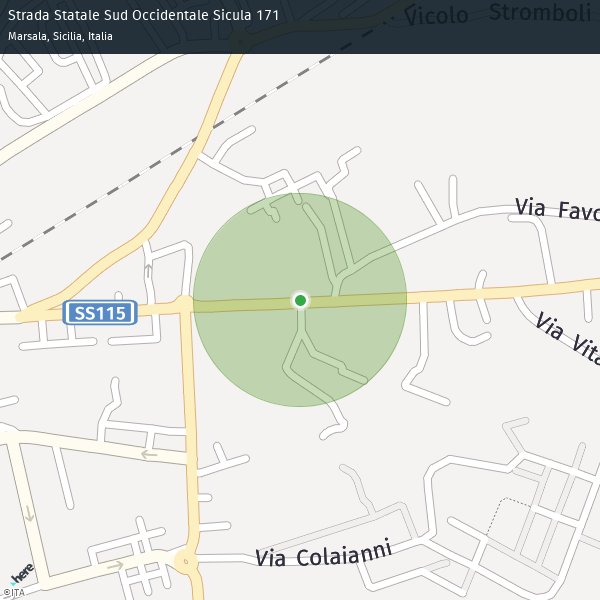 Strada Statale Sud Occidentale Sicula 171
Marsala, Sicilia, Italia
Vicolo Stromboli
Via Favo
SS115
Via Vita
Via Colaianni
here
©ITA